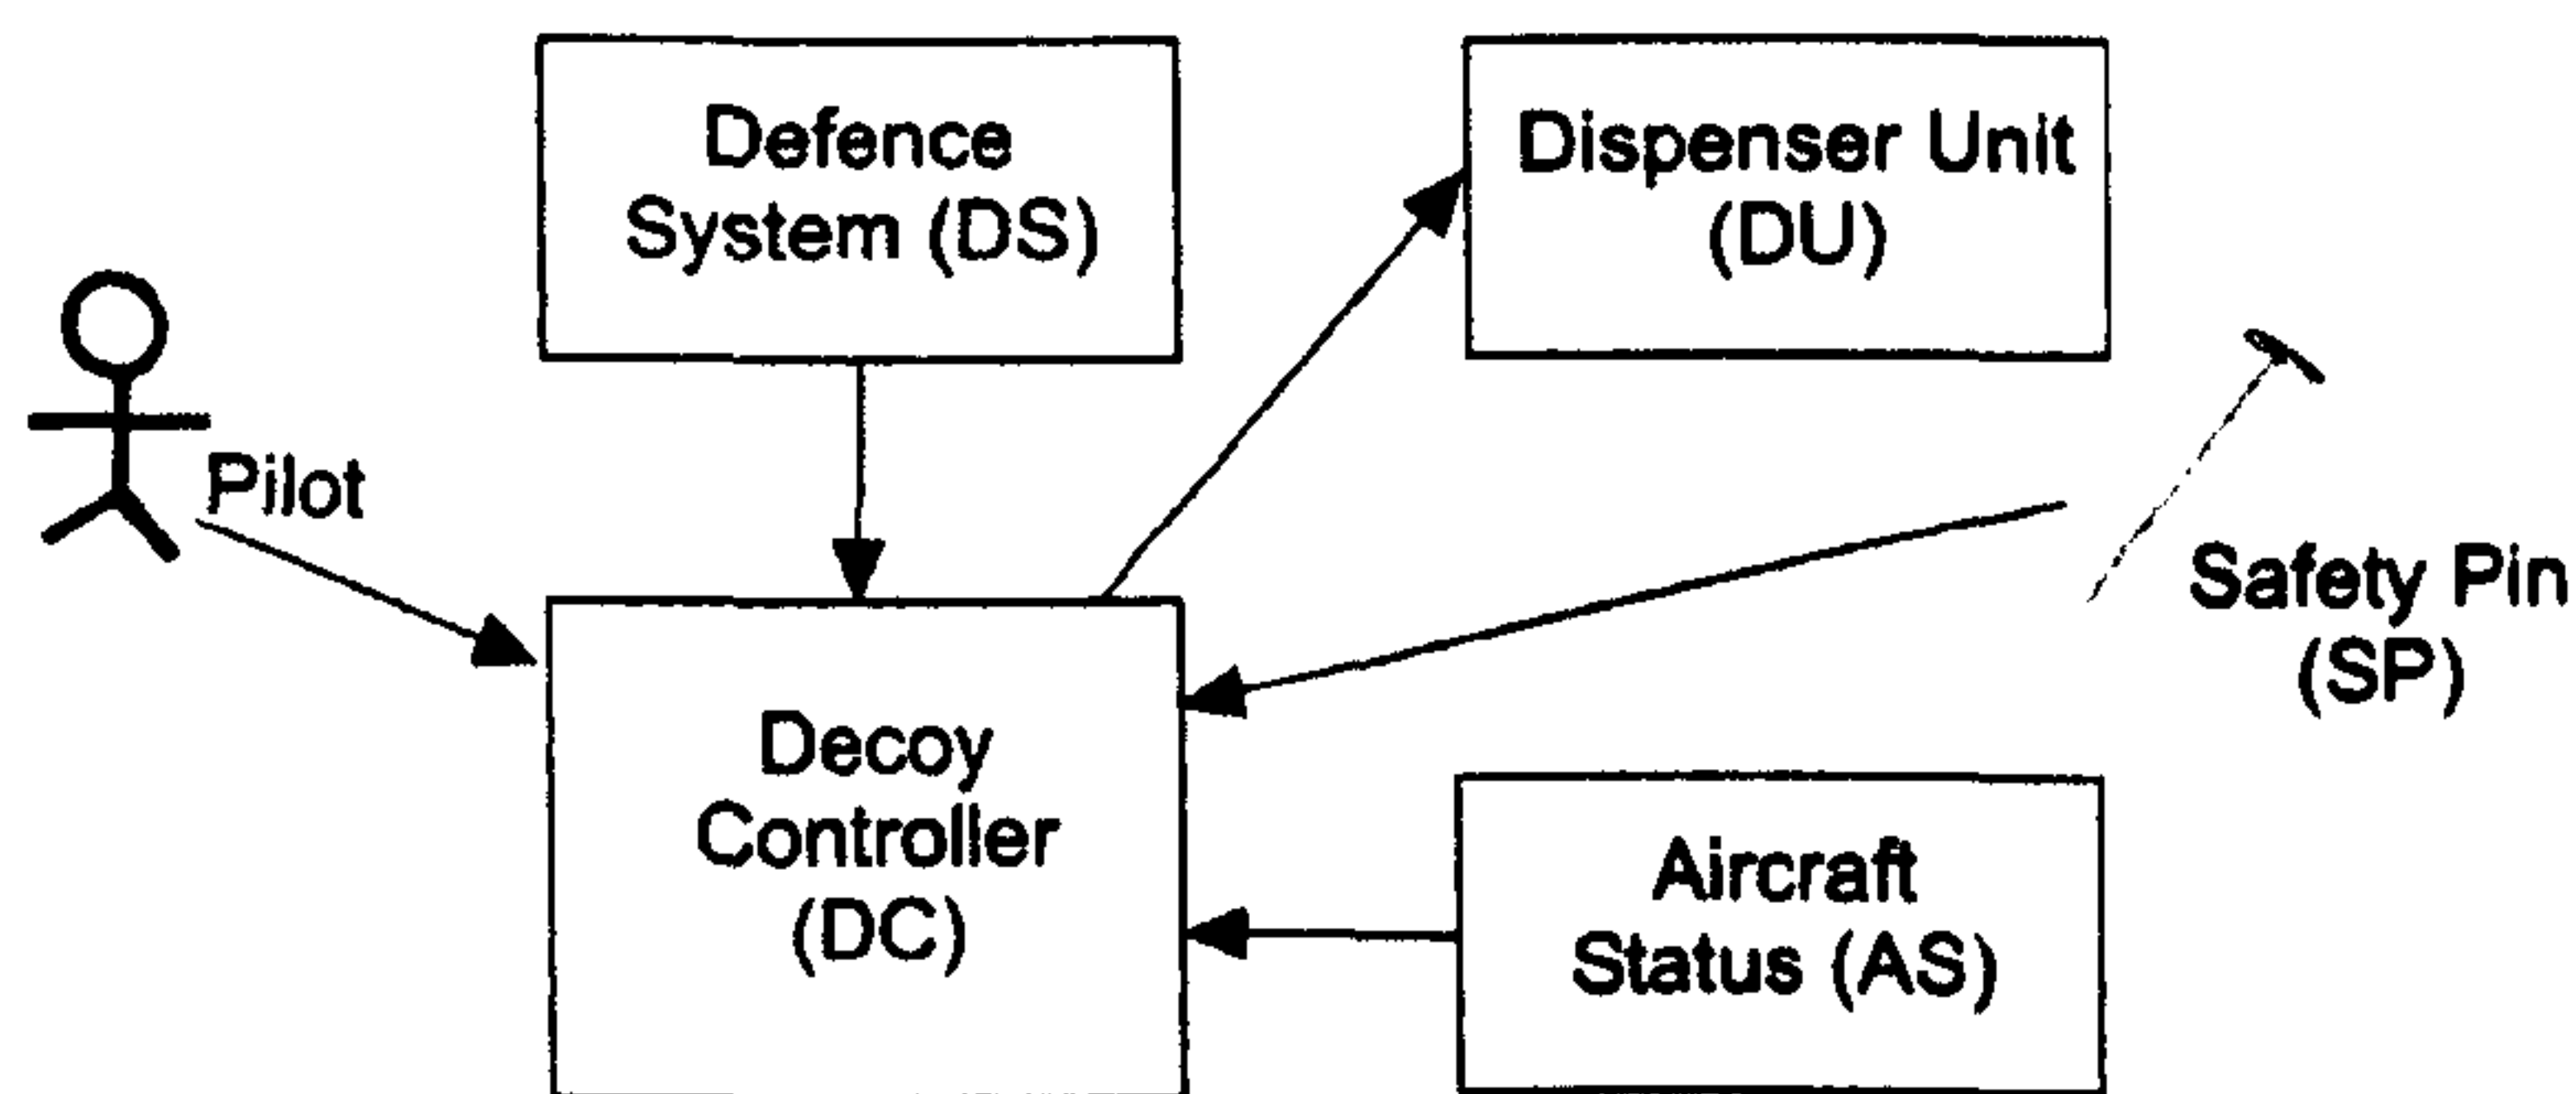 Defence
System (DS)
Dispenser Unit
(DU)
Pilot
Safety Pin
(SP)
Decoy
Controller
(DC)
Aircraft
Status (AS)